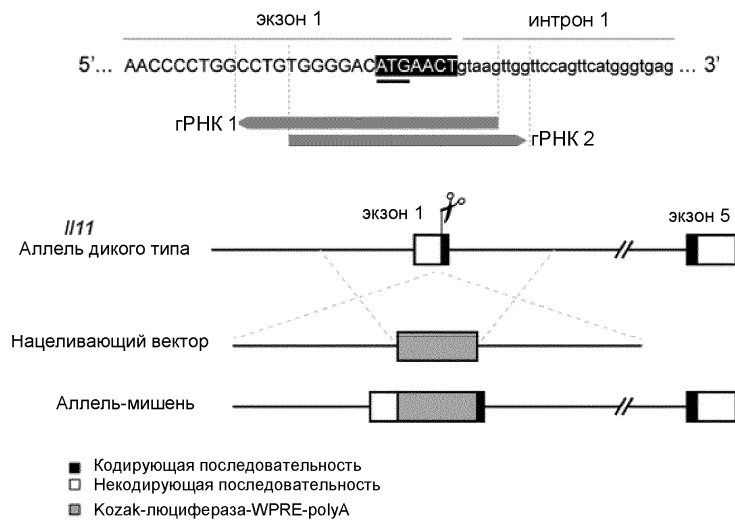 экзон 1 интрон 1
5’... AACCCCTGGCCTGTGGGGACATGAACTgtaagttggttccagttcatgggtgag ... 3’
гРНК 1
гРНК 2
экзон 1 экзон 5
Il11
Аллель дикого типа
Нацеливающий вектор
Аллель-мишень
Кодирующая последовательность
Некодирующая последовательность
Kozak-люцифераза-WPRE-polyA